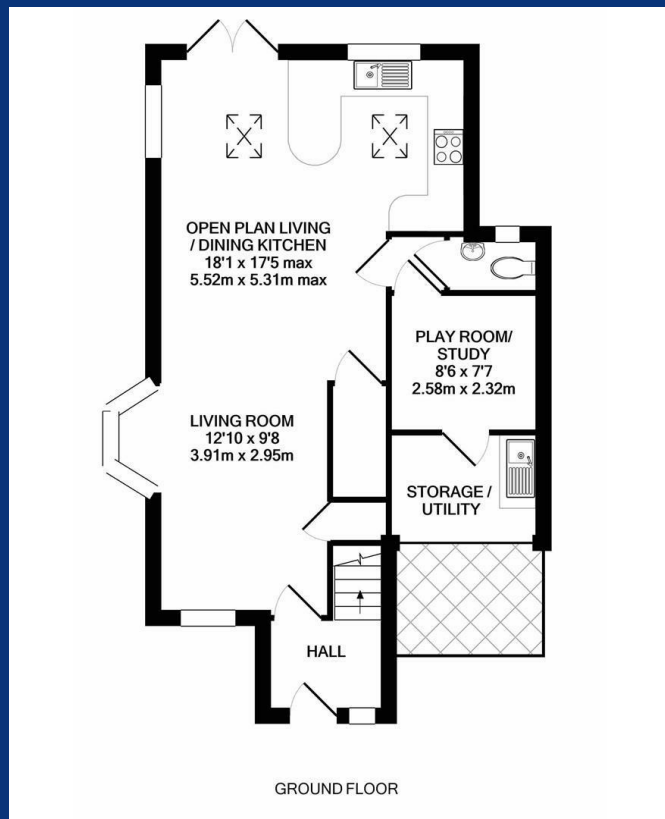 OPEN PLAN LIVING
/ DINING KITCHEN
18'1 x 17'5 max
5.52m x 5.31m max
PLAY ROOM/
STUDY
8'6 x 7'7
2.58m x 2.32m
LIVING ROOM
12'10 x 9'8
3.91m x 2.95m
STORAGE /
UTILITY
HALL
GROUND FLOOR